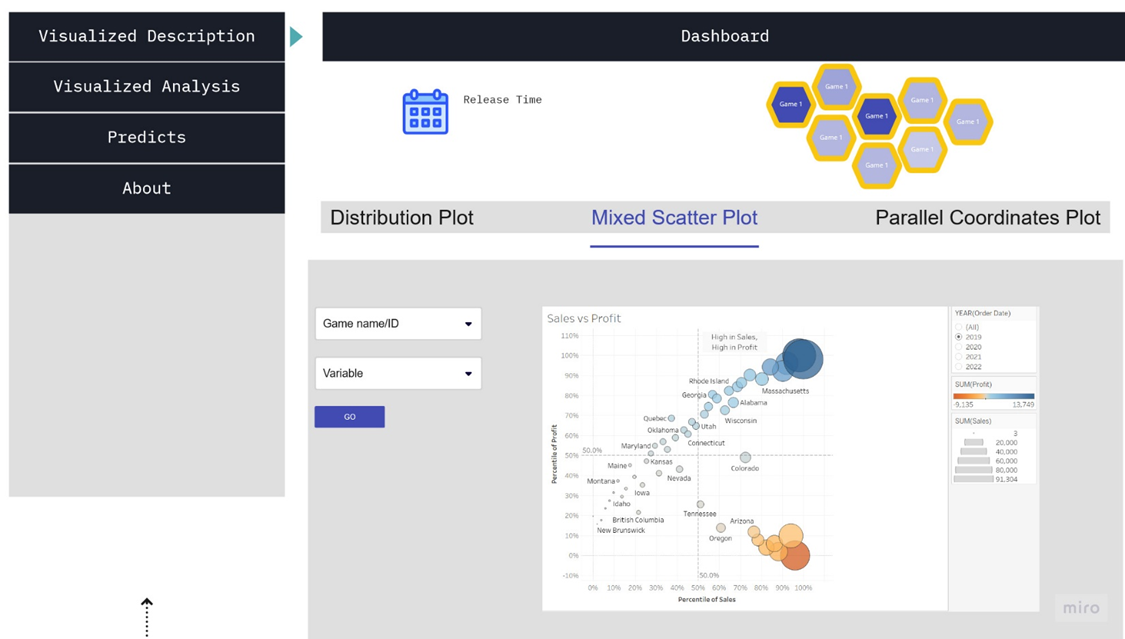 Visualized Description
Visualized Analysis
Predicts
About
Dashboard
Release Time
Game 1
Game 1
Game 1
Game 1
Game 1
Game 1
Game 1
Game 1
Distribution Plot
Mixed Scatter Plot
Parallel Coordinates Plot
Game name/ID
Variable
GO
Sales vs Profit
High in Sales,
High in Profit
Rhode Island
Massachusetts
Georgia
Alabama
Quebec
Wisconsin
Oklahoma
Utah
Connecticut
Maryland
50.0%
Kansas
Colorado
Maine
Nevada
Montana
Iowa
Idaho
Tennessee
British Columbia
Arizona
New Brunswick
Oregon
50.0%
110%
100%
90%
80%
70%
60%
50%
40%
30%
20%
10%
0%
-10%
Percentile of Profit
0% 10% 20% 30% 40% 50% 60% 70% 80% 90% 100%
Percentile of Sales
YEAR(Order Date)
(All)
2019
2020
2021
2022
SUM(Profit)
-9,135 13,749
SUM(Sales)
3
20,000
40,000
60,000
80,000
91,304
miro